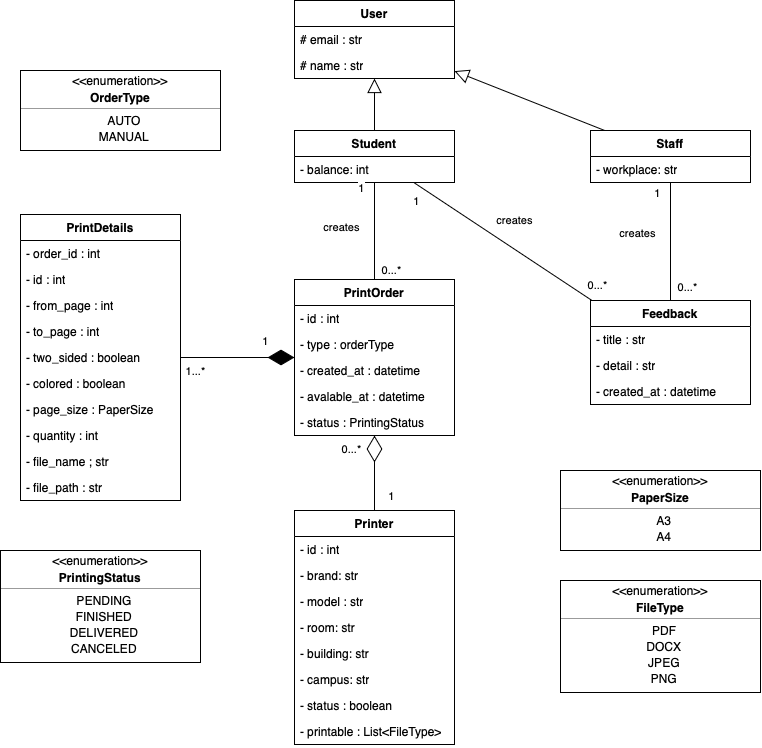 User
# email : str
# name : str
<<enumeration>>
OrderType
AUTO
MANUAL
Student
- balance: int
Staff
- workplace: str
1
1
1
creates
creates
creates
0...*
0...*
0...*
PrintDetails
- order_id : int
- id : int
- from_page : int
- to_page : int
- two_sided : boolean
- colored : boolean
- page_size : PaperSize
- quantity : int
- file_name ; str
- file_path : str
1
1...*
PrintOrder
- id : int
- type : orderType
- created_at : datetime
- avalable_at : datetime
- status : PrintingStatus
Feedback
- title : str
- detail : str
- created_at : datetime
0...*
1
<<enumeration>>
PaperSize
A3
A4
Printer
- id : int
- brand: str
- model : str
- room: str
- building: str
- campus: str
- status : boolean
- printable : List<FileType>
<<enumeration>>
PrintingStatus
PENDING
FINISHED
DELIVERED
CANCELED
<<enumeration>>
FileType
PDF
DOCX
JPEG
PNG